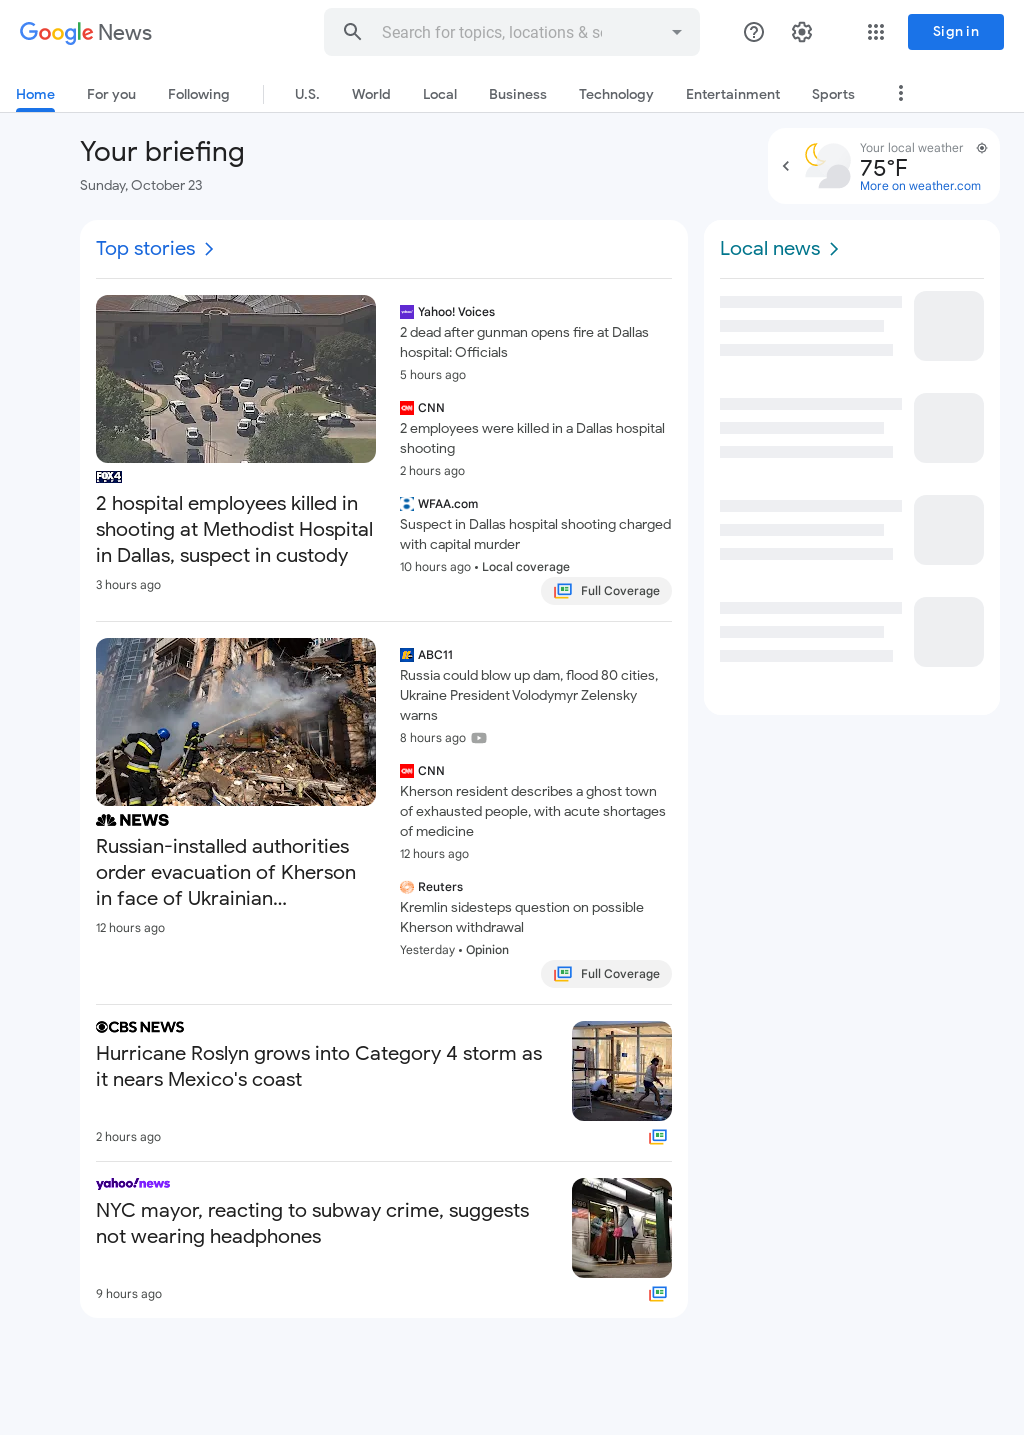 Google News
Search for topics, locations & so
Sign in
Home
For you
Following
U.S.
World
Local
Business
Technology
Entertainment
Sports
Your briefing
Sunday, October 23
Your local weather
75°F
More on weather.com
Top stories
FOX 4
2 hospital employees killed in
shooting at Methodist Hospital
in Dallas, suspect in custody
3 hours ago
yahoo!
Yahoo! Voices
2 dead after gunman opens fire at Dallas
hospital: Officials
5 hours ago
CNN
CNN
2 employees were killed in a Dallas hospital
shooting
2 hours ago
WFAA.com
Suspect in Dallas hospital shooting charged
with capital murder
10 hours ago • Local coverage
Full Coverage
NEWS
Russian-installed authorities
order evacuation of Kherson
in face of Ukrainian...
12 hours ago
ABC11
Russia could blow up dam, flood 80 cities,
Ukraine President Volodymyr Zelensky
warns
8 hours ago
CNN
CNN
Kherson resident describes a ghost town
of exhausted people, with acute shortages
of medicine
12 hours ago
Reuters
Kremlin sidesteps question on possible
Kherson withdrawal
Yesterday • Opinion
Full Coverage
CBS NEWS
Hurricane Roslyn grows into Category 4 storm as
it nears Mexico's coast
2 hours ago
yahoo!news
NYC mayor, reacting to subway crime, suggests
not wearing headphones
9 hours ago
Local news